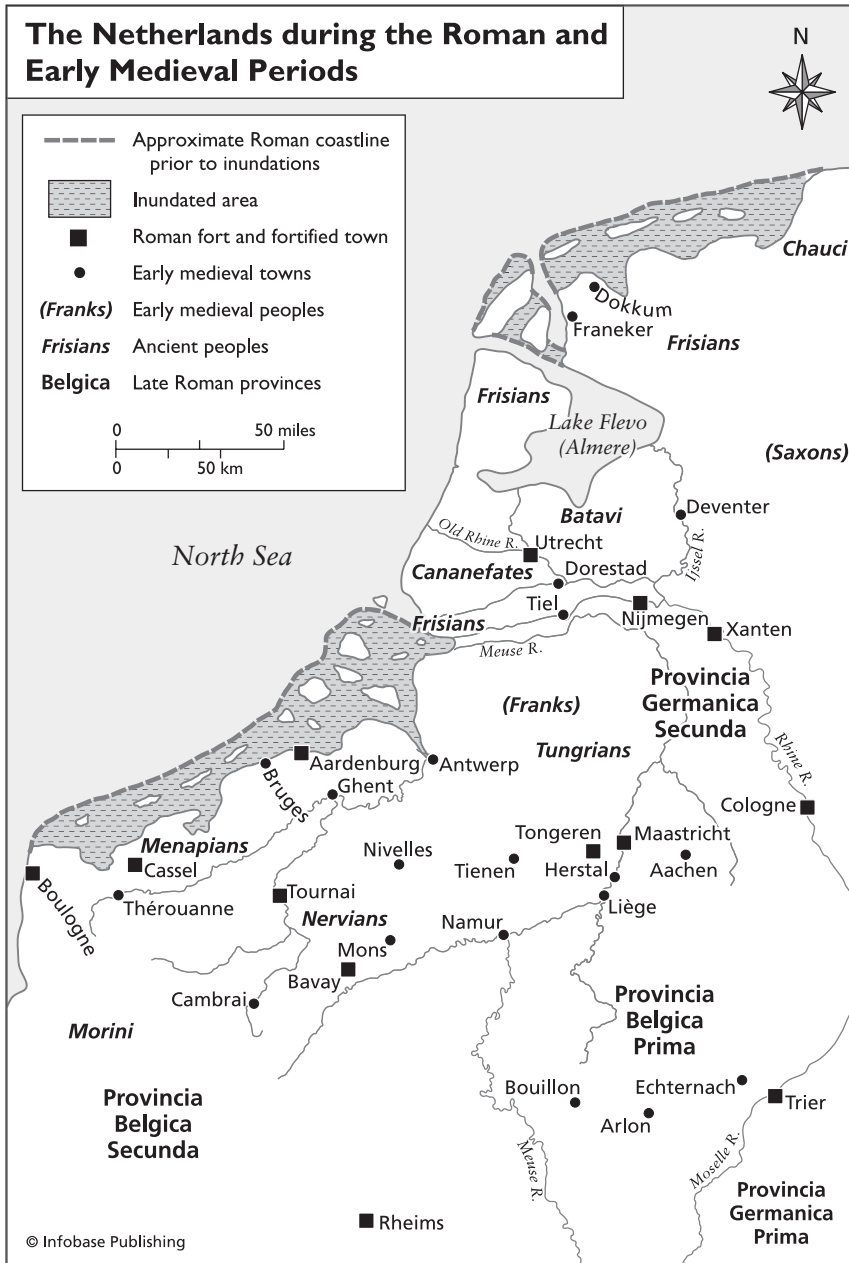 The Netherlands during the Roman and
Early Medieval Periods
N
Approximate Roman coastline
prior to inundations
Inundated area
Roman fort and fortified town
Early medieval towns
(Franks) Early medieval peoples
Frisians Ancient peoples
Belgica Late Roman provinces
0 50 miles
0 50 km
Chauci
Dokkum
Franeker
Frisians
Frisians
Lake Flevo
(Almere)
(Saxons)
Deventer
Batavi
Old Rhine R.
Utrecht
Ijssel R.
North Sea
Cananefates
Dorestad
Tiel
Frisians
Nijmegen
Xanten
Meuse R.
Provincia
Germanica
Secunda
(Franks)
Tungrians
Rhine R.
Aardenburg
Antwerp
Bruges
Ghent
Cologne
Menapians
Cassel
Nivelles
Tongeren
Maastricht
Tienen
Herstal
Aachen
Boulogne
Thérouanne
Tournai
Liège
Nervians
Namur
Mons
Bavay
Cambrai
Morini
Provincia
Belgica
Prima
Provincia
Belgica
Secunda
Bouillon
Echternach
Trier
Arlon
Meuse R.
Moselle R.
Provincia
Germanica
Prima
Rheims
© Infobase Publishing